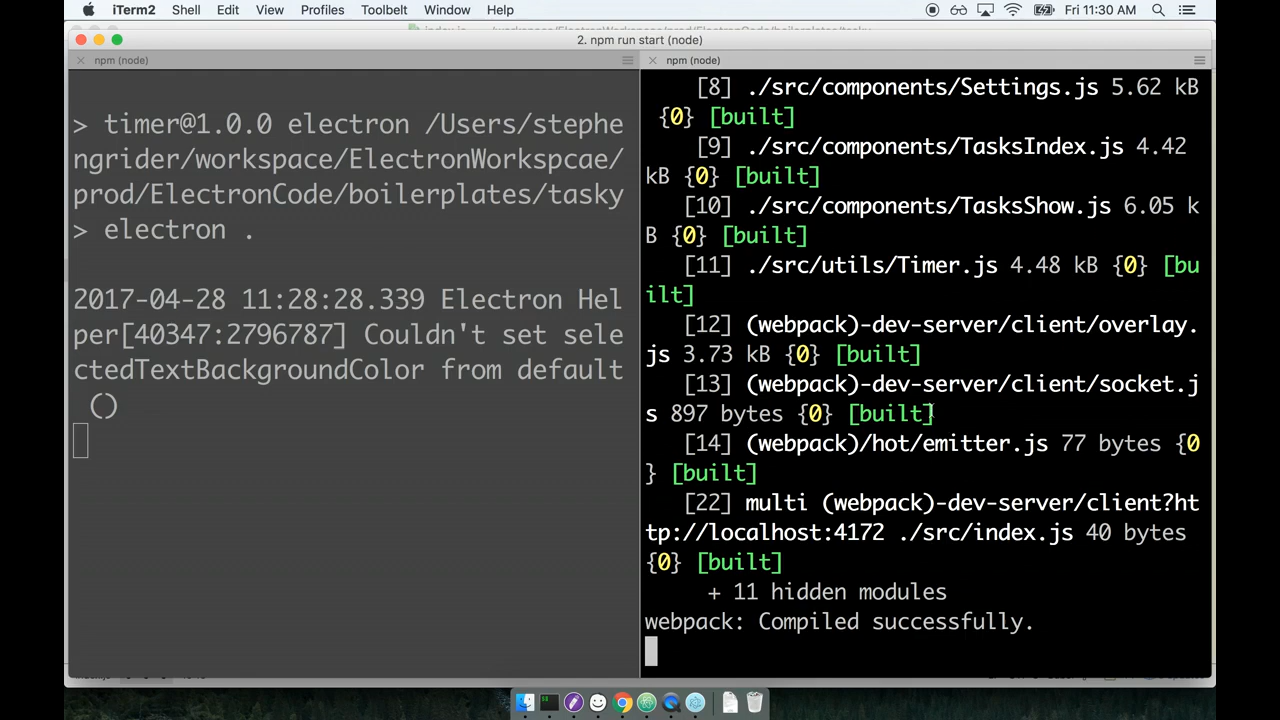 iTerm2 Shell Edit View Profiles Toolbelt Window Help Fri 11:30 AM
2. npm run start (node)
npm (node)
> timer@1.0.0 electron /Users/stephe
ngrider/workspace/ElectronWorkspcae/
prod/ElectronCode/boilerplates/tasky
> electron .
2017-04-28 11:28:28.339 Electron Hel
per[40347:2796787] Couldn't set sele
ctedTextBackgroundColor from default
()
npm (node)
[8] ./src/components/Settings.js 5.62 kB
{0} [built]
[9] ./src/components/TasksIndex.js 4.42
kB {0} [built]
[10] ./src/components/TasksShow.js 6.05 k
B {0} [built]
[11] ./src/utils/Timer.js 4.48 kB {0} [bu
ilt]
[12] (webpack)-dev-server/client/overlay.
js 3.73 kB {0} [built]
[13] (webpack)-dev-server/client/socket.j
s 897 bytes {0} [built]
[14] (webpack)/hot/emitter.js 77 bytes {0
} [built]
[22] multi (webpack)-dev-server/client?ht
tp://localhost:4172 ./src/index.js 40 bytes
{0} [built]
+ 11 hidden modules
webpack: Compiled successfully.